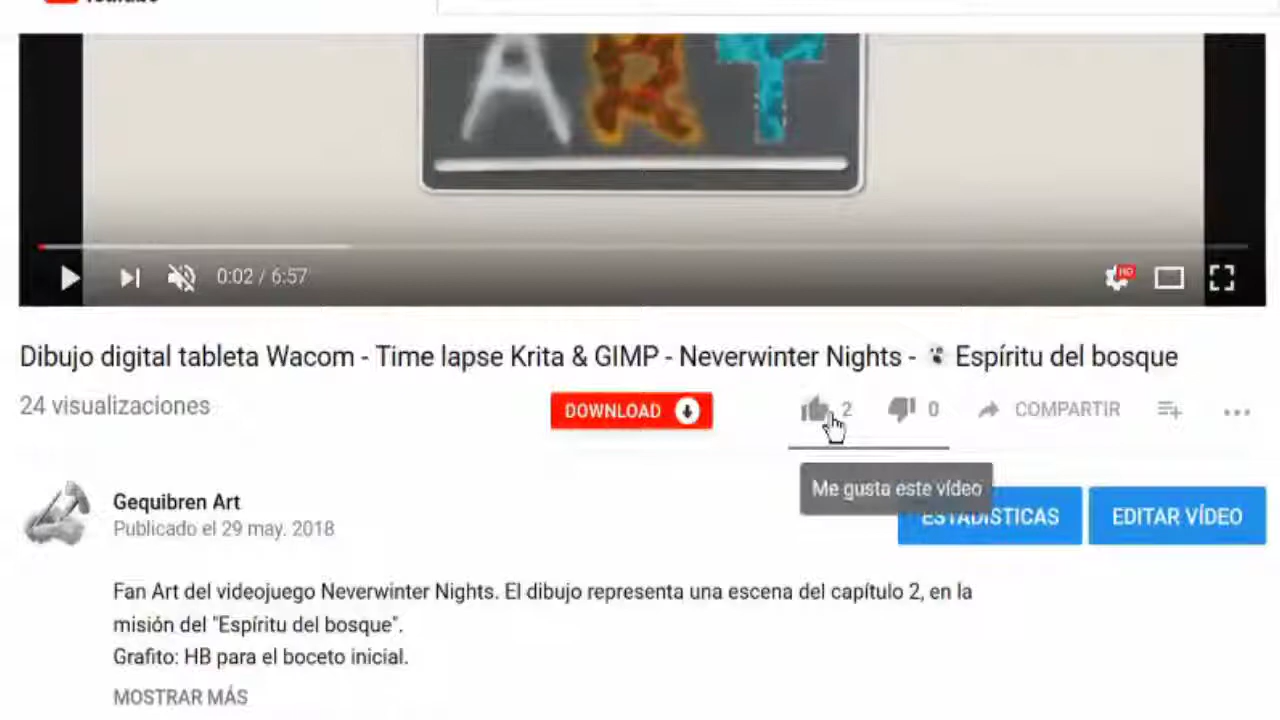 ART
0:02 / 6:57
HD
Dibujo digital tableta Wacom - Time lapse Krita & GIMP - Neverwinter Nights - Espíritu del bosque
24 visualizaciones
DOWNLOAD
2
0
COMPARTIR
Me gusta este vídeo
ESTADÍSTICAS
EDITAR VÍDEO
Gequibren Art
Publicado el 29 may. 2018
Fan Art del videojuego Neverwinter Nights. El dibujo representa una escena del capítulo 2, en la
misión del "Espíritu del bosque".
Grafito: HB para el boceto inicial.
MOSTRAR MÁS